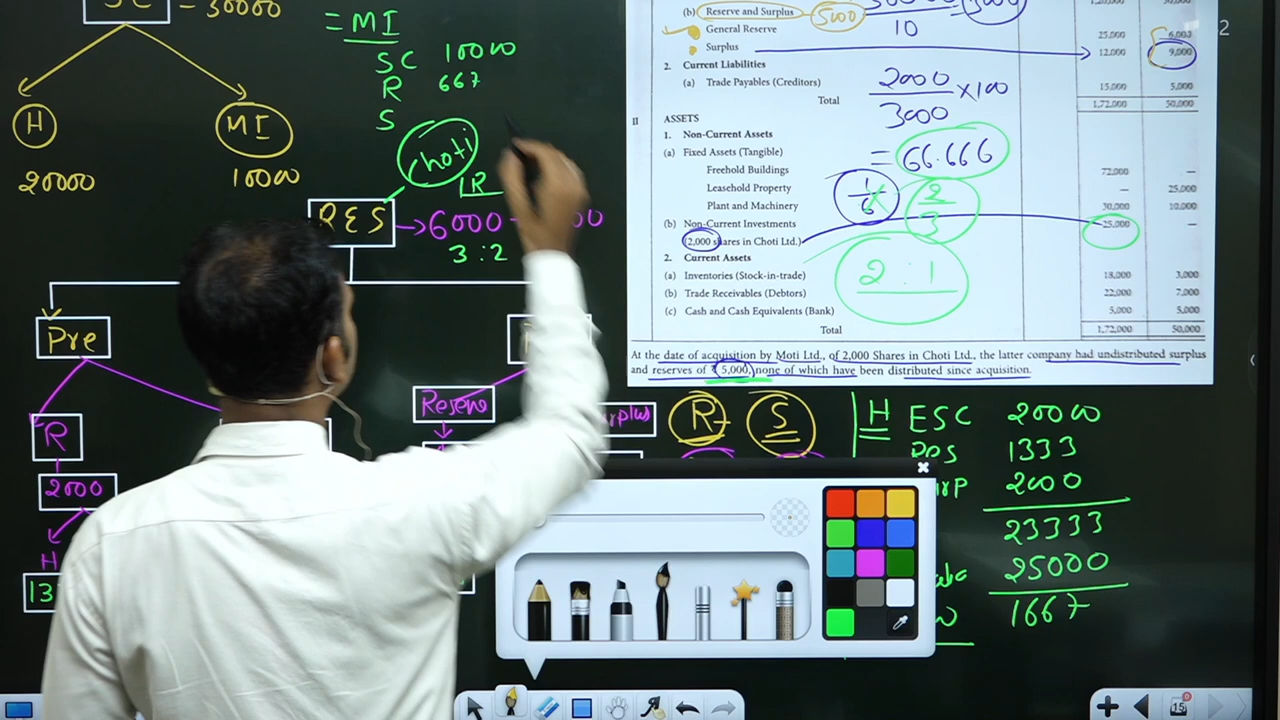 = MI
SC 10000
R 667
S
H
20000
MI
10000
choti
LR
RES
→ 6000
3 : 2
Pre
R
2000
H
Reserve
(b) Reserve and Surplus
5000
10
General Reserve 25,000 6,000
Surplus 12,000 9,000
2. Current Liabilities
(a) Trade Payables (Creditors) 15,000 5,000
Total 1,72,000 50,000
2000
3000 ×100
= 66.666
II ASSETS
1. Non-Current Assets
(a) Fixed Assets (Tangible)
Freehold Buildings 72,000
Leasehold Property — 25,000
Plant and Machinery 30,000 10,000
(b) Non-Current Investments 25,000 —
(2,000 shares in Choti Ltd.)
2
3
2 : 1
2. Current Assets
(a) Inventories (Stock-in-trade) 18,000 3,000
(b) Trade Receivables (Debtors) 22,000 7,000
(c) Cash and Cash Equivalents (Bank) 5,000 5,000
Total 1,72,000 50,000
At the date of acquisition by Moti Ltd., of 2,000 Shares in Choti Ltd., the latter company had undistributed surplus
and reserves of ₹ 5,000, none of which have been distributed since acquisition.
R S
H ESC 20000
1333
2000
23333
25000
1667
15
2